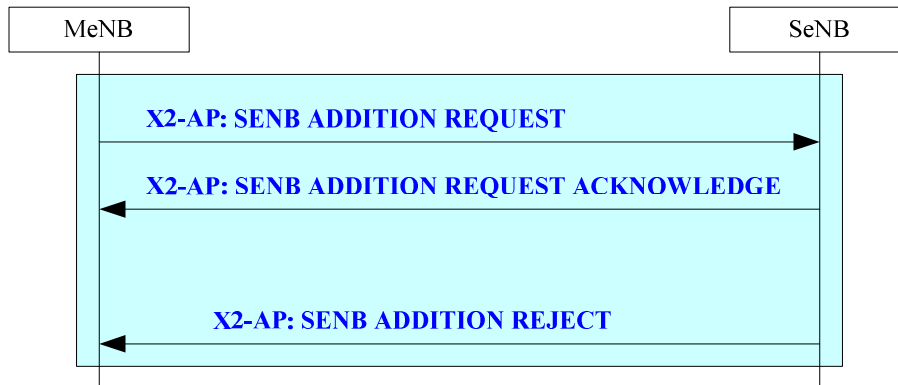 MeNB
SeNB
X2-AP: SENB ADDITION REQUEST
X2-AP: SENB ADDITION REQUEST ACKNOWLEDGE
X2-AP: SENB ADDITION REJECT